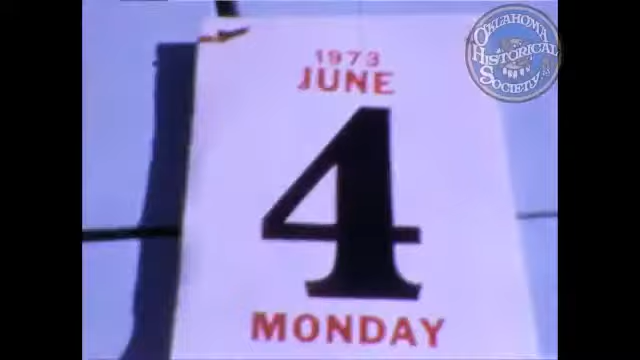 1973
JUNE
4
MONDAY
OKLAHOMA
HISTORICAL
SOCIETY